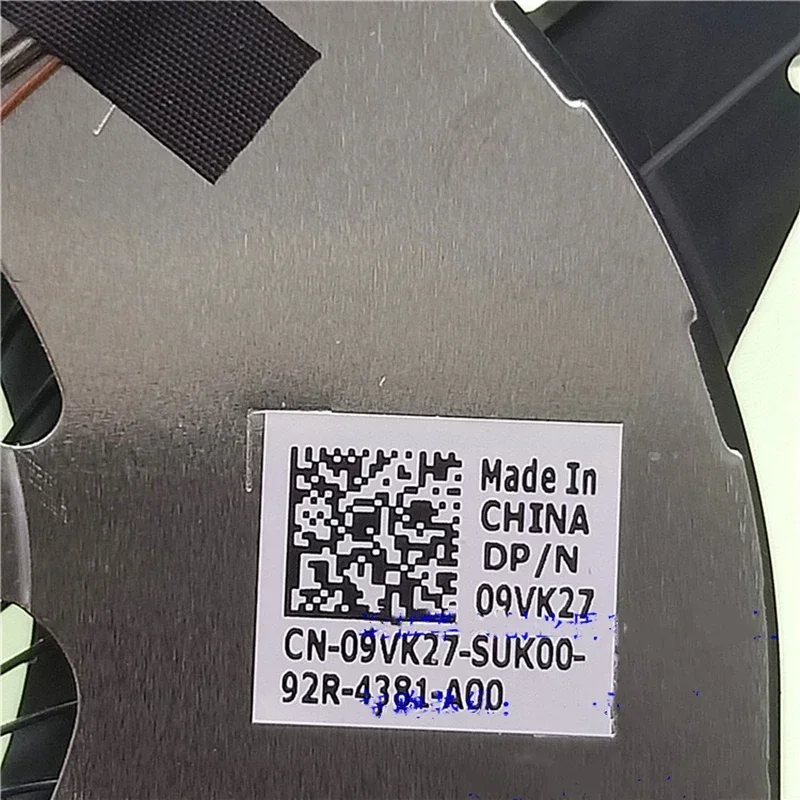 Made In
CHINA
DP/N
09VK27
CN-09VK27-SUK00-
92R-4381-A00